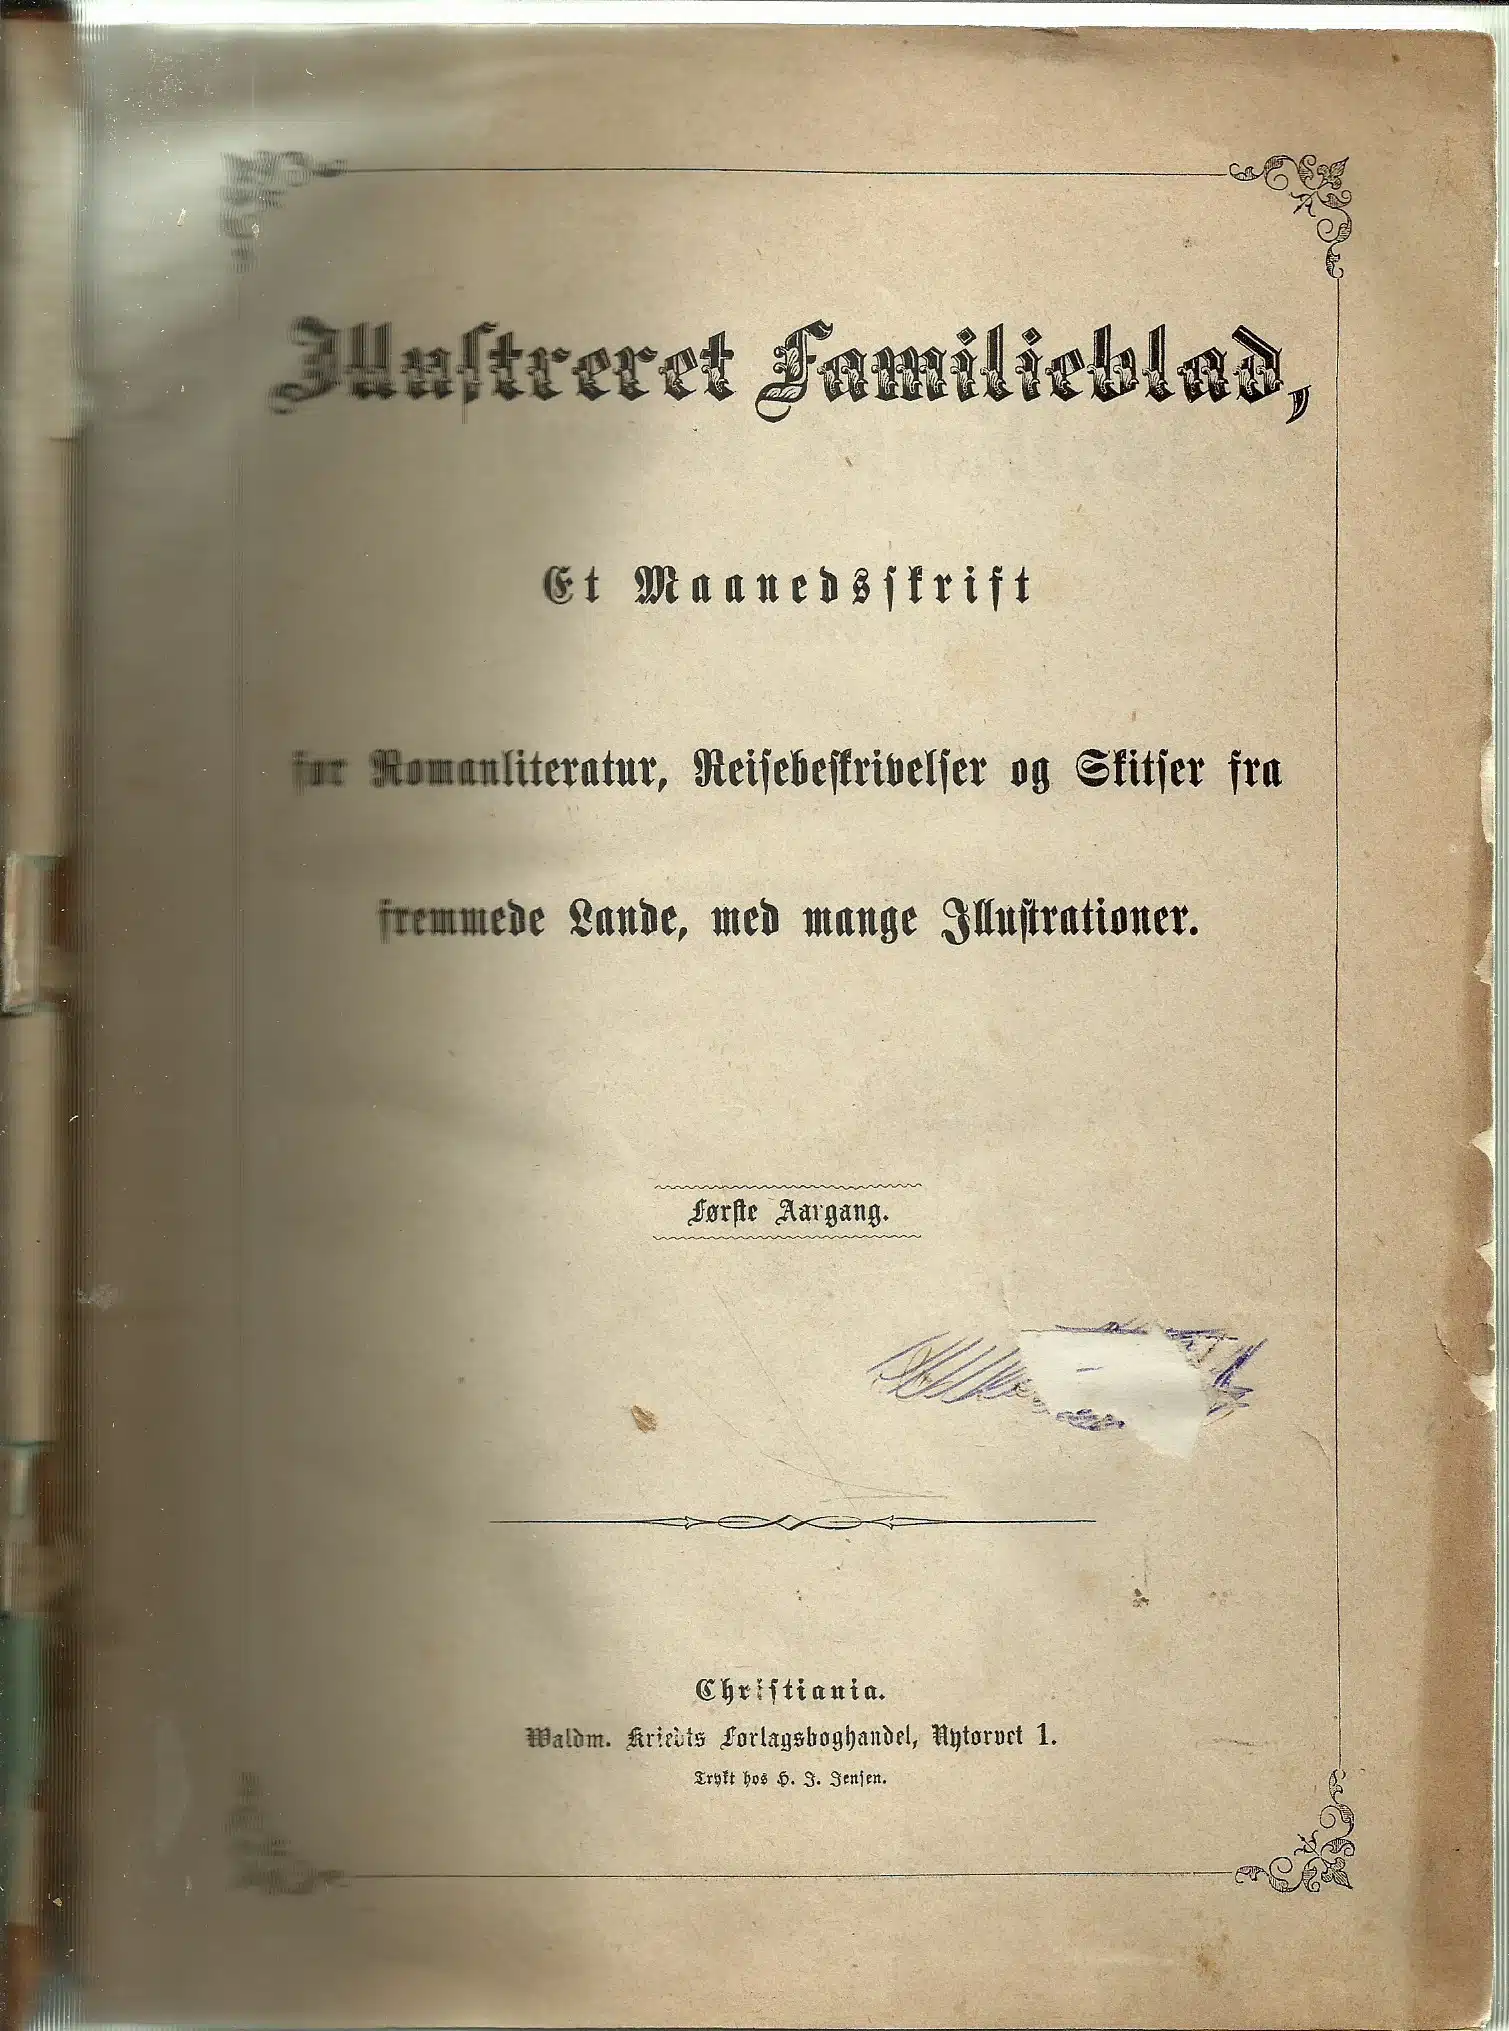 Illustreret Familieblad,
Et Maanedsskrift
for Romanliteratur, Reisebeskrivelser og Skitser fra
fremmede Lande, med mange Illustrationer.
Første Aargang.
Christiania.
Waldm. Kriedts Forlagsboghandel, Nytorvet 1.
Trykt hos H. J. Jensen.